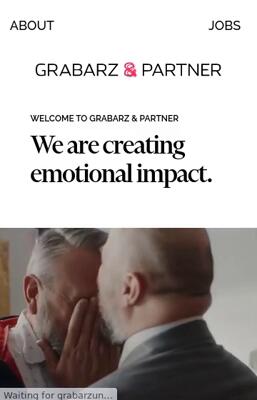 ABOUT JOBS
GRABARZ & PARTNER
WELCOME TO GRABARZ & PARTNER
We are creating
emotional impact.
Waiting for grabarzun...